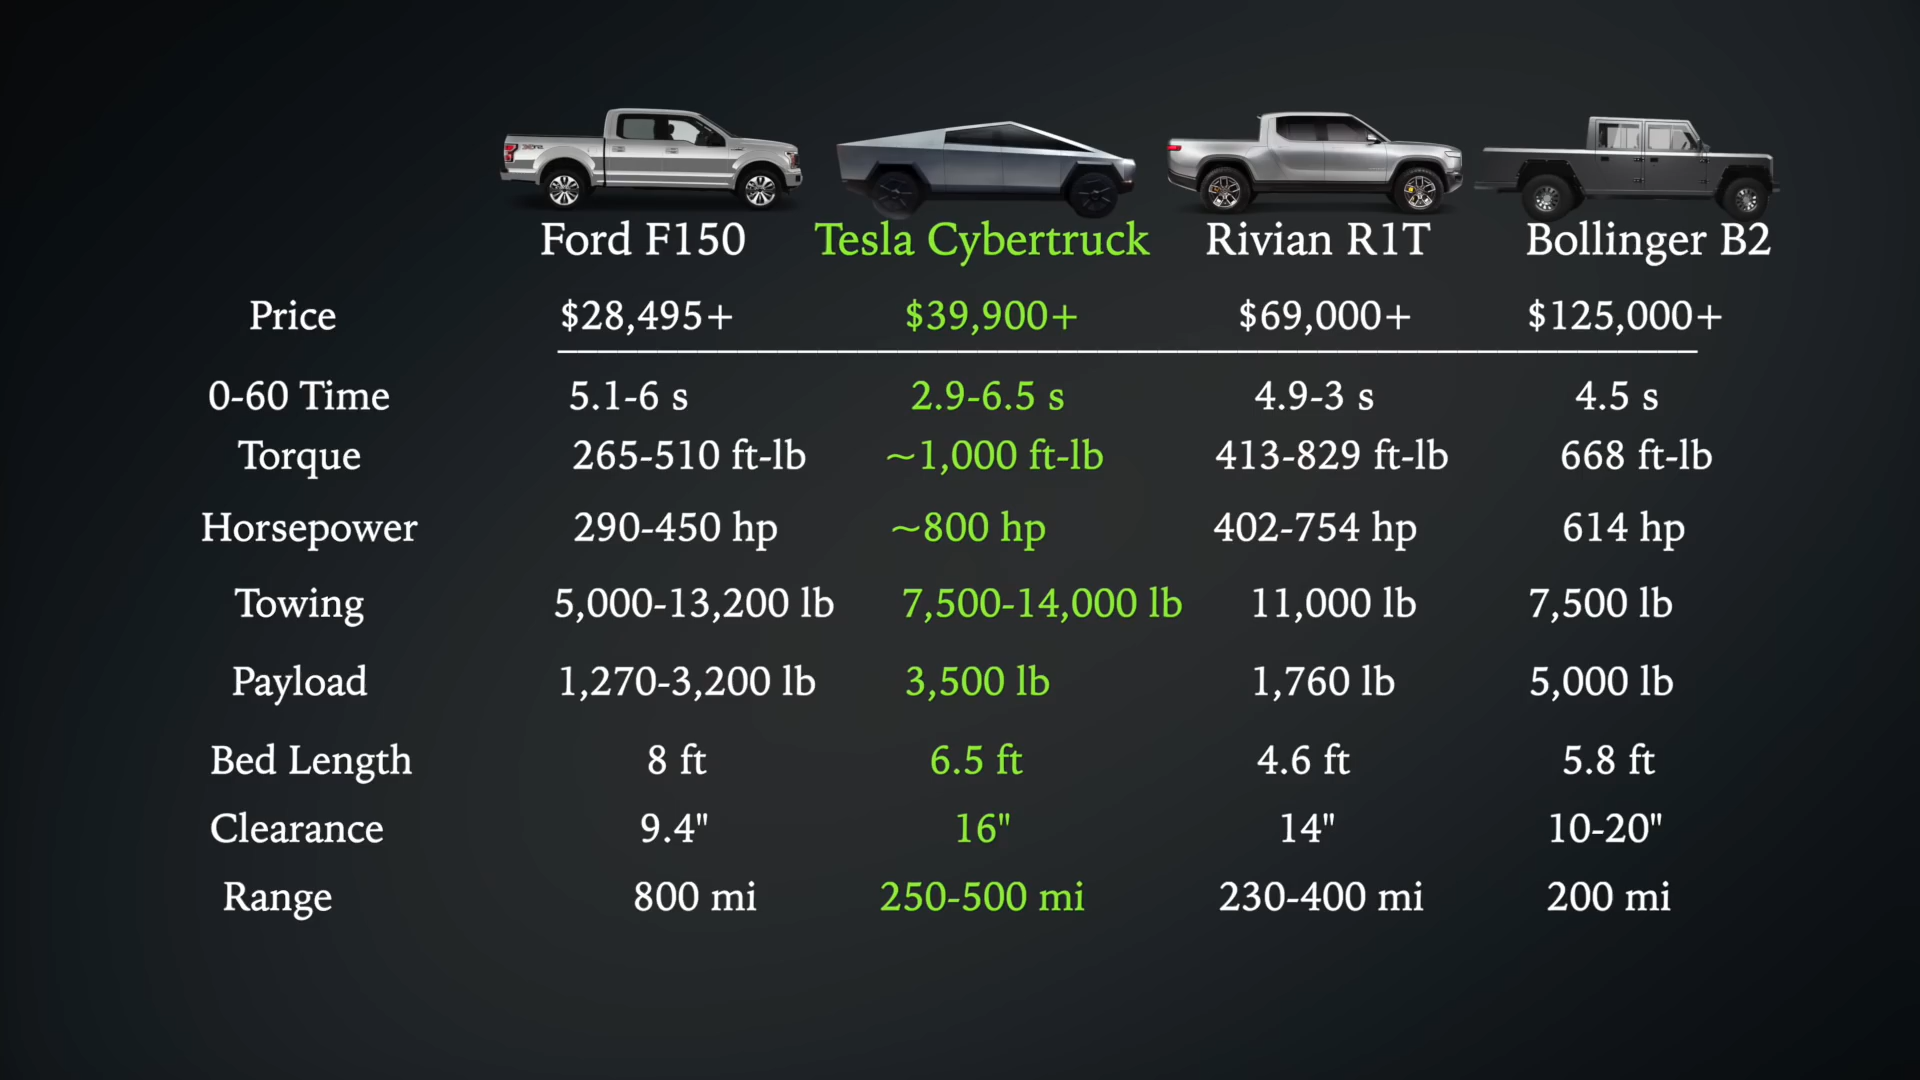 Ford F150 Tesla Cybertruck Rivian R1T Bollinger B2
Price $28,495+ $39,900+ $69,000+ $125,000+
0-60 Time 5.1-6 s 2.9-6.5 s 4.9-3 s 4.5 s
Torque 265-510 ft-lb ~1,000 ft-lb 413-829 ft-lb 668 ft-lb
Horsepower 290-450 hp ~800 hp 402-754 hp 614 hp
Towing 5,000-13,200 lb 7,500-14,000 lb 11,000 lb 7,500 lb
Payload 1,270-3,200 lb 3,500 lb 1,760 lb 5,000 lb
Bed Length 8 ft 6.5 ft 4.6 ft 5.8 ft
Clearance 9.4" 16" 14" 10-20"
Range 800 mi 250-500 mi 230-400 mi 200 mi